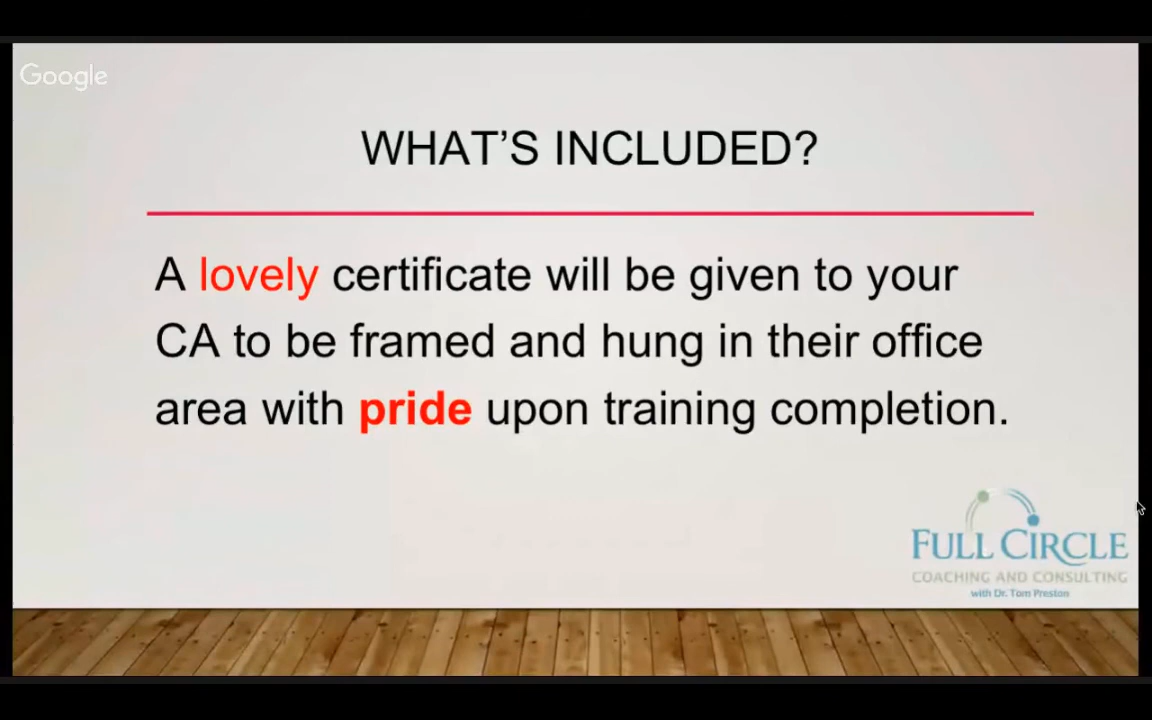 Google
WHAT'S INCLUDED?
A lovely certificate will be given to your
CA to be framed and hung in their office
area with pride upon training completion.
FULL CIRCLE
COACHING AND CONSULTING
with Dr. Tom Preston